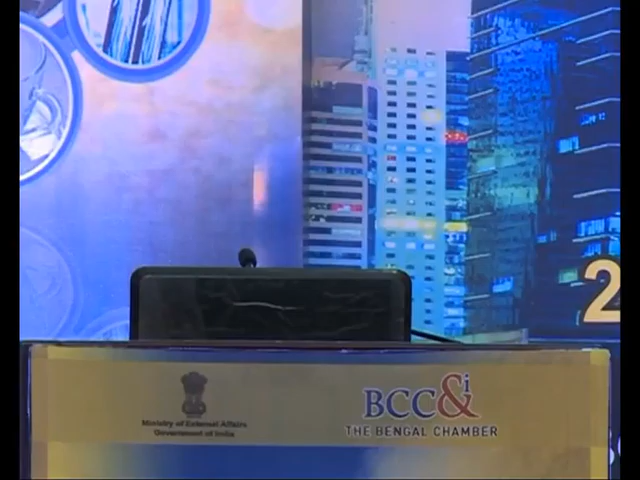 2
Ministry of External Affairs
Government of India
BCC&i
THE BENGAL CHAMBER